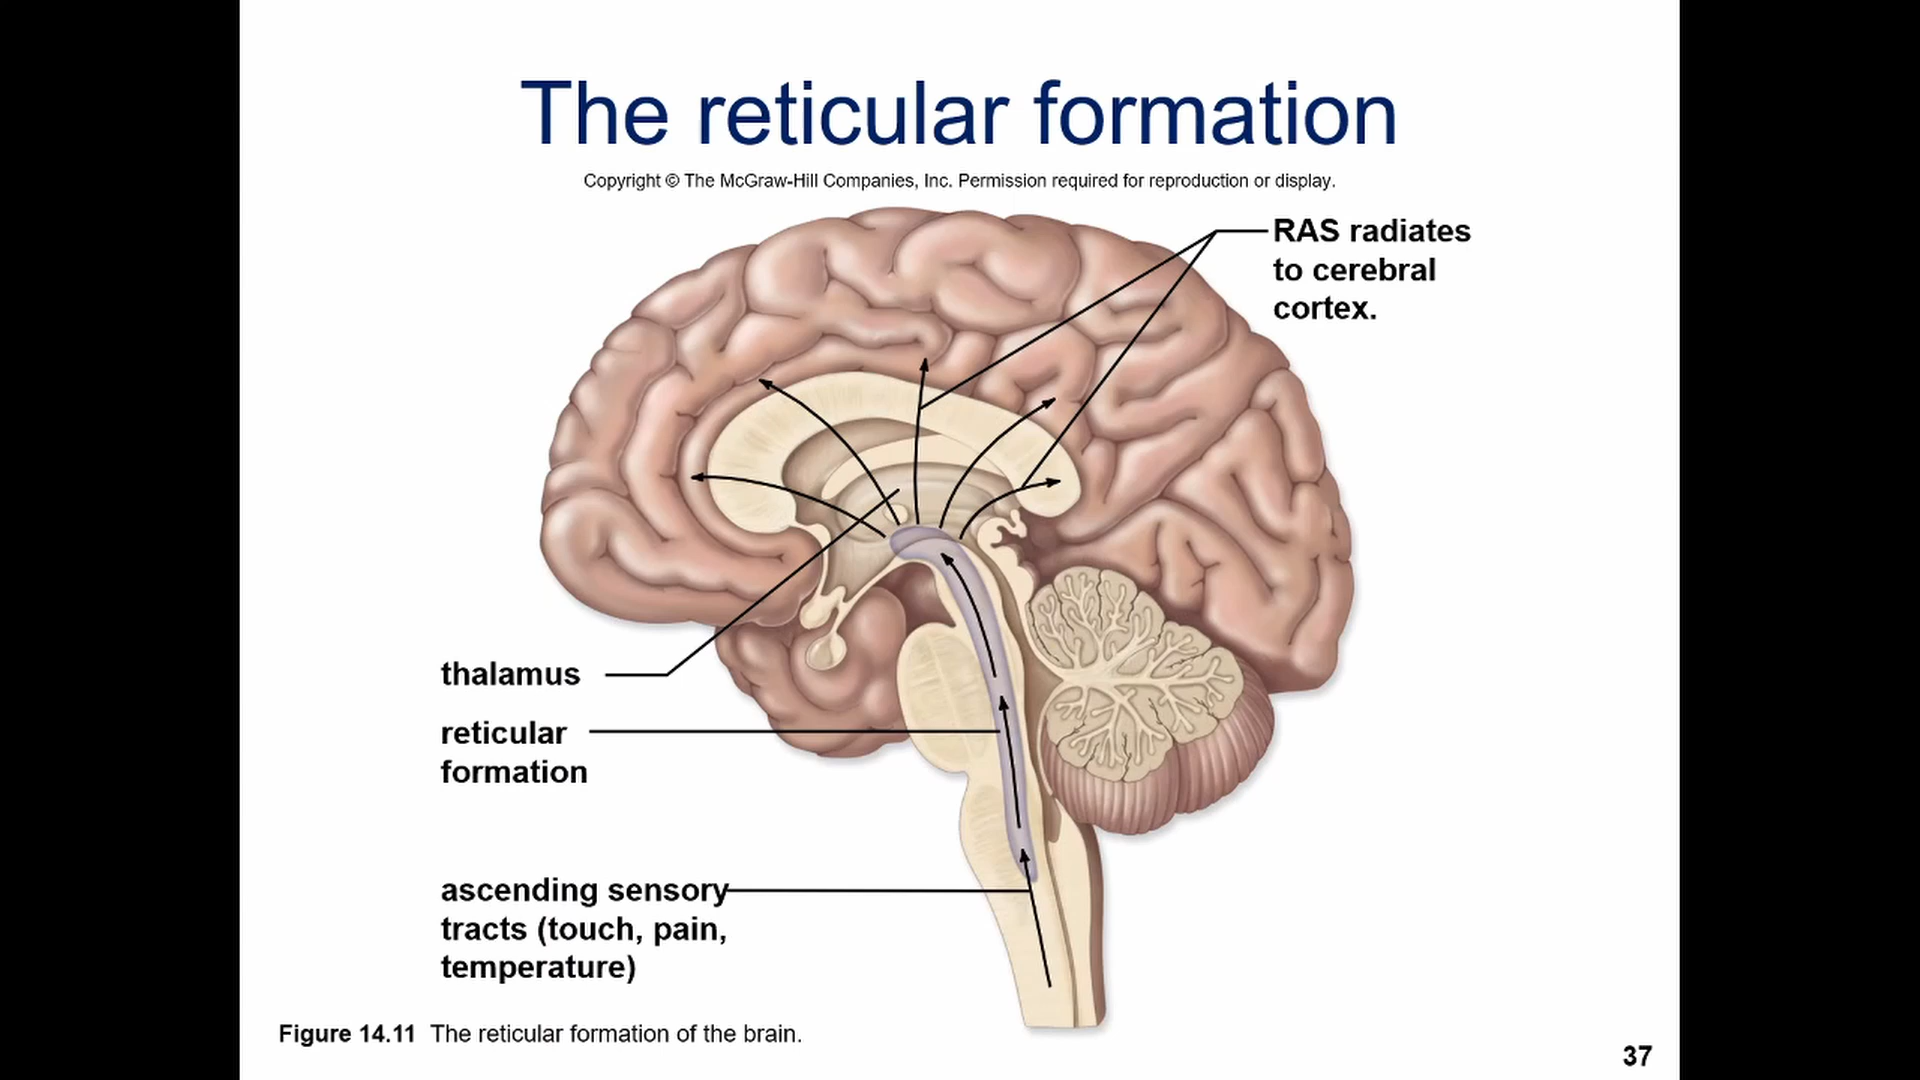 The reticular formation
Copyright © The McGraw-Hill Companies, Inc. Permission required for reproduction or display.
RAS radiates
to cerebral
cortex.
thalamus
reticular
formation
ascending sensory
tracts (touch, pain,
temperature)
Figure 14.11 The reticular formation of the brain.
37